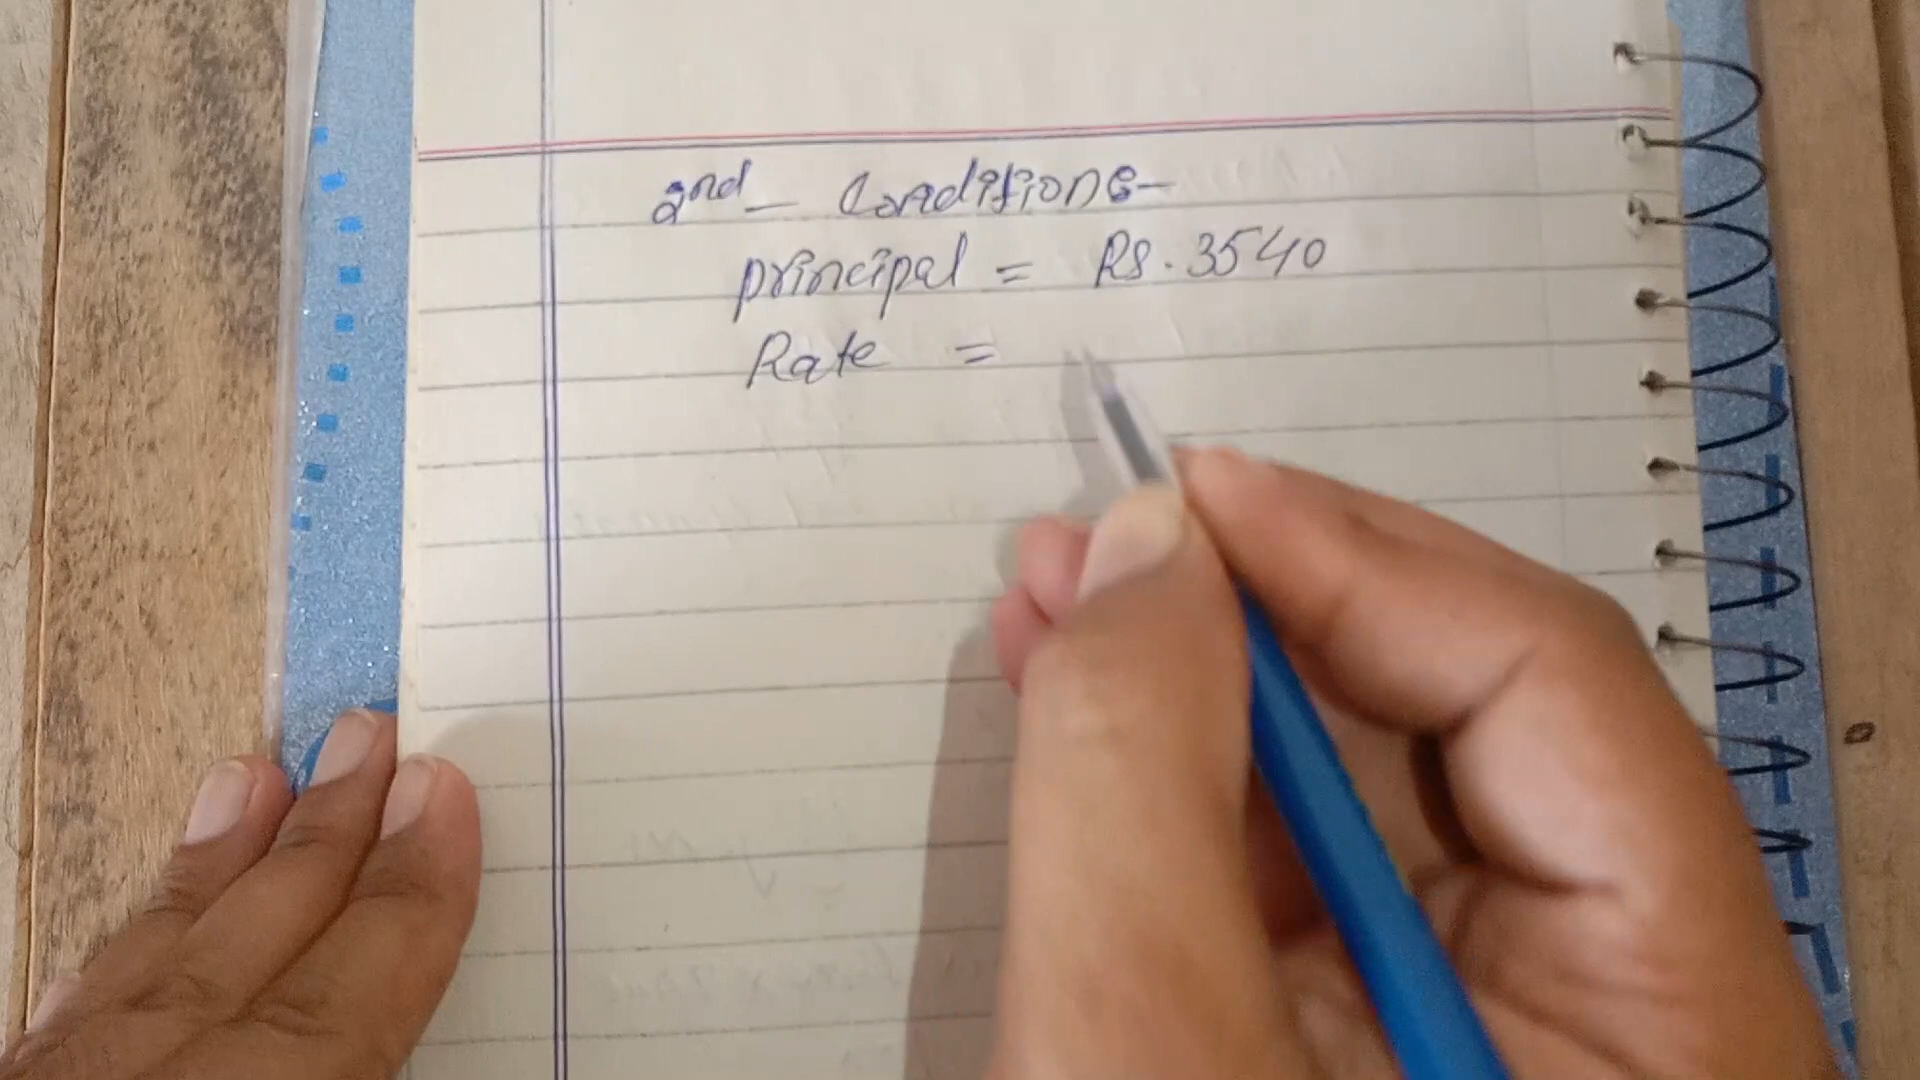 2nd - Conditions-
principal = Rs. 3540
Rate =